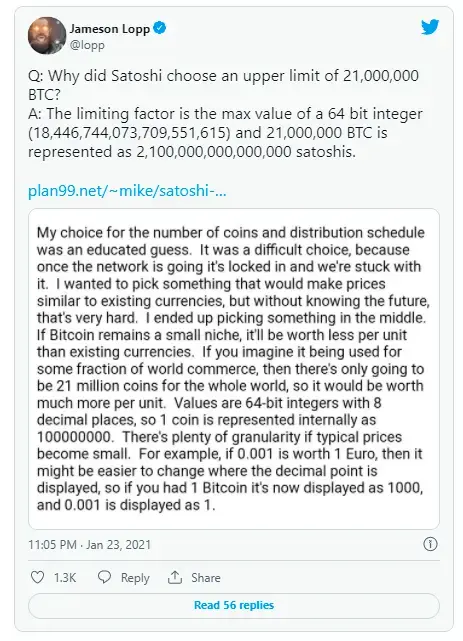 Jameson Lopp
@lopp
Q: Why did Satoshi choose an upper limit of 21,000,000
BTC?
A: The limiting factor is the max value of a 64 bit integer
(18,446,744,073,709,551,615) and 21,000,000 BTC is
represented as 2,100,000,000,000,000 satoshis.
plan99.net/~mike/satoshi-...
My choice for the number of coins and distribution schedule
was an educated guess. It was a difficult choice, because
once the network is going it's locked in and we're stuck with
it. I wanted to pick something that would make prices
similar to existing currencies, but without knowing the future,
that's very hard. I ended up picking something in the middle.
If Bitcoin remains a small niche, it'll be worth less per unit
than existing currencies. If you imagine it being used for
some fraction of world commerce, then there's only going to
be 21 million coins for the whole world, so it would be worth
much more per unit. Values are 64-bit integers with 8
decimal places, so 1 coin is represented internally as
100000000. There's plenty of granularity if typical prices
become small. For example, if 0.001 is worth 1 Euro, then it
might be easier to change where the decimal point is
displayed, so if you had 1 Bitcoin it's now displayed as 1000,
and 0.001 is displayed as 1.
11:05 PM · Jan 23, 2021
1.3K Reply Share
Read 56 replies